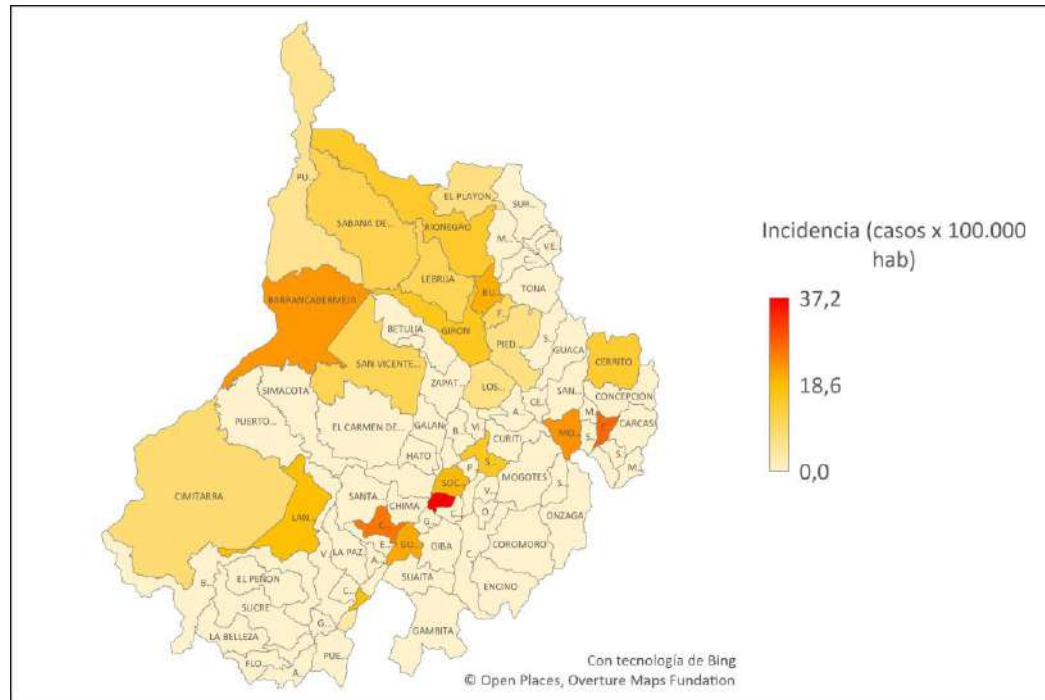 PU...
EL PLAYON
SUR...
SABANA DE...
RIONEGRO
M...
VE...
C...
LEBRIJA
BU...
TONA
BARRANCABERMEJA
BETULIA
GIRON
F...
PIED...
S...
GUACA
CERRITO
SAN VICENTE...
ZAPAT...
LOS...
SAN...
CONCEPCION
SIMACOTA
CE...
M...
PUERTO...
EL CARMEN DE...
GALAN
B...
VI...
A...
CURITI
MO...
S...
CARCASI
HATO
S...
P...
MOGOTES
S...
M...
CIMITARRA
LAN...
SANTA...
CHIMA
SOC...
V...
S...
O...
ONZAGA
C...
G...
GU...
OIBA
C...
COROMORO
V...
LA PAZ
E...
A...
SUAITA
ENCINO
B...
EL PEÑON
C...
SUCRE
G...
GAMBITA
LA BELLEZA
PUE...
FLO...
A...
Incidencia (casos x 100.000
hab)
37,2
18,6
0,0
Con tecnología de Bing
© Open Places, Overture Maps Fundation